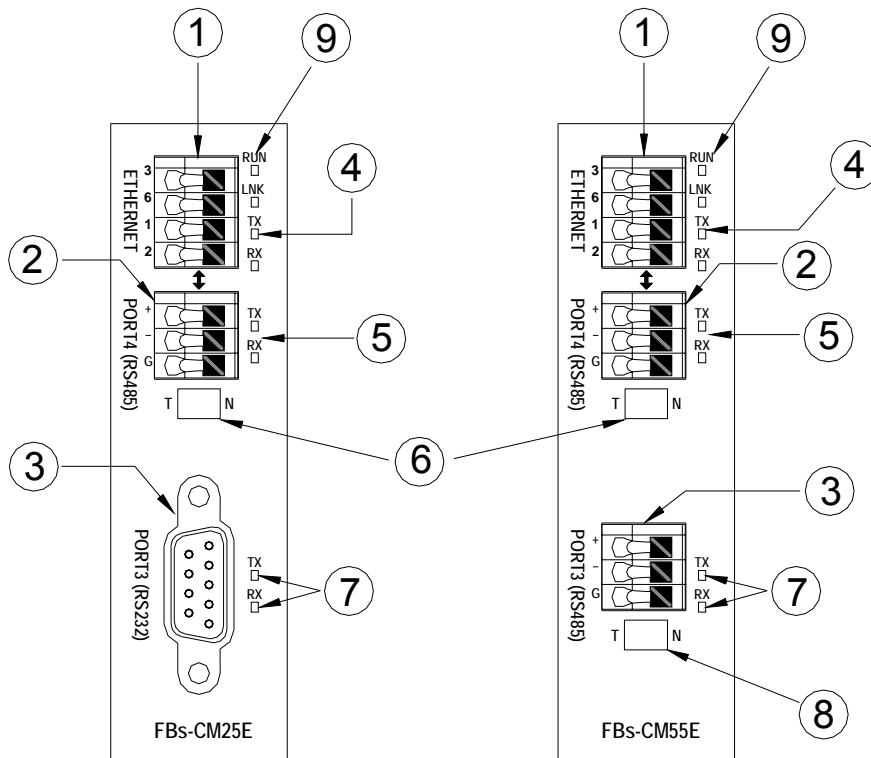 1
9
RUN
3
LNK
6
TX
1
RX
2
ETHERNET
4
2
+
−
G
PORT4 (RS485)
TX
RX
5
T N
6
3
PORT3 (RS232)
TX
RX
7
FBs-CM25E
1
9
RUN
3
LNK
6
TX
1
RX
2
ETHERNET
4
2
+
−
G
PORT4 (RS485)
TX
RX
5
T N
3
+
−
G
PORT3 (RS485)
TX
RX
7
T N
8
FBs-CM55E